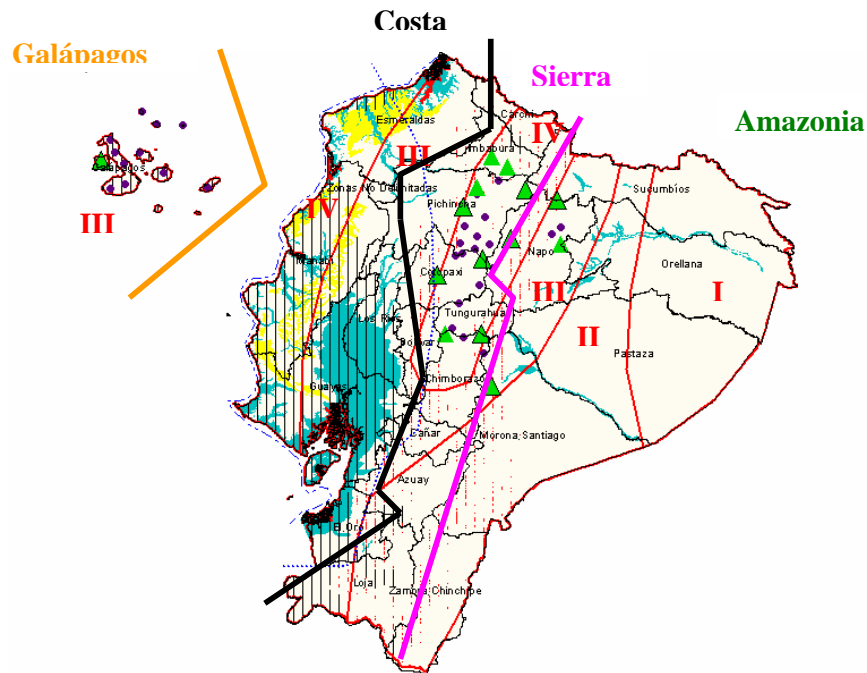 Costa
Galápagos
Sierra
Amazonia
Esmeraldas
Carchi
IV
III
Imbabura
Galápagos
Zonas No Delimitadas
Sucumbíos
IV
Pichincha
III
Manabí
Napo
Orellana
Cotopaxi
III
I
Los Ríos
Tungurahua
II
Bolívar
Pastaza
Guayas
Chimborazo
Cañar
Morona Santiago
Azuay
El Oro
Loja
Zamora Chinchipe